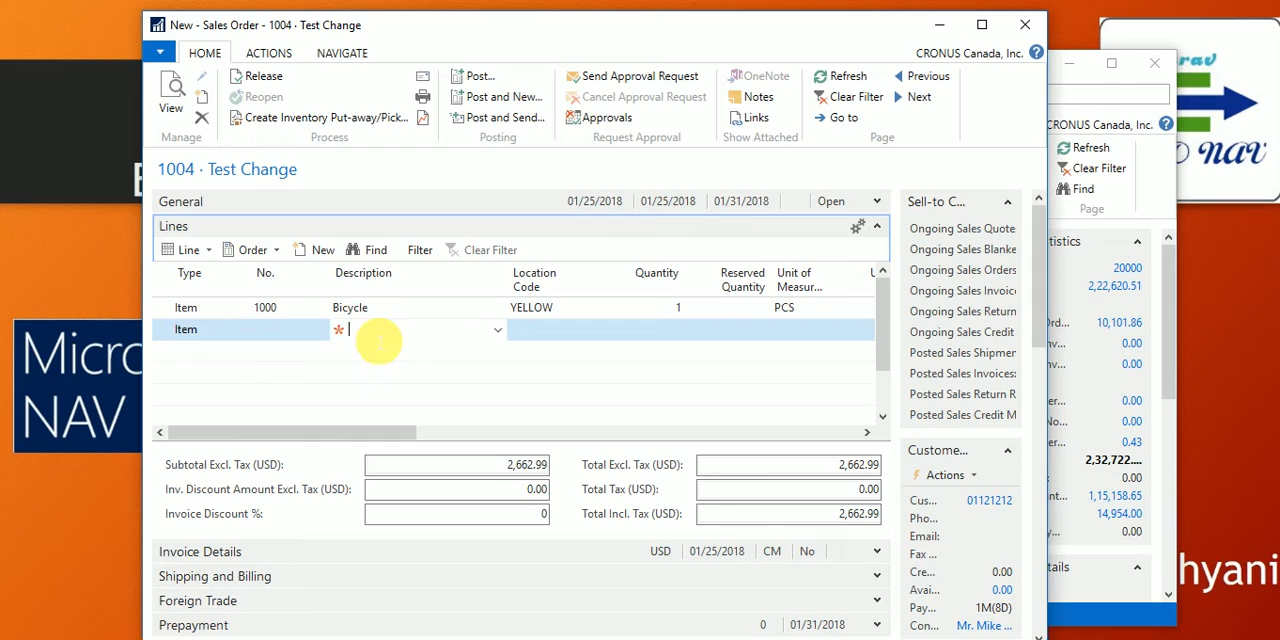 New - Sales Order - 1004 · Test Change
HOME ACTIONS NAVIGATE CRONUS Canada, Inc.
View
Manage
Release
Reopen
Create Inventory Put-away/Pick...
Process
Post...
Post and New...
Post and Send...
Posting
Send Approval Request
Cancel Approval Request
Approvals
Request Approval
OneNote
Notes
Links
Show Attached
Refresh
Clear Filter
Go to
Previous
Next
Page
1004 · Test Change
General 01/25/2018 01/25/2018 01/31/2018 Open
Lines
Line Order New Find Filter Clear Filter
Type No. Description Location Code Quantity Reserved Quantity Unit of Measur... U
Item 1000 Bicycle YELLOW 1 PCS
Item *
Subtotal Excl. Tax (USD): 2,662.99 Total Excl. Tax (USD): 2,662.99
Inv. Discount Amount Excl. Tax (USD): 0.00 Total Tax (USD): 0.00
Invoice Discount %: 0 Total Incl. Tax (USD): 2,662.99
Invoice Details USD 01/25/2018 CM No
Shipping and Billing
Foreign Trade
Prepayment 0 01/31/2018
Sell-to C...
Ongoing Sales Quote
Ongoing Sales Blanke
Ongoing Sales Orders
Ongoing Sales Invoic
Ongoing Sales Return
Ongoing Sales Credit
Posted Sales Shipmer
Posted Sales Invoices:
Posted Sales Return R
Posted Sales Credit M
Custome...
Actions
Cus... 01121212
Pho...
Email:
Fax ...
Cre... 0.00
Avai... 0.00
Pay... 1M(8D)
Con... Mr. Mike ...
CRONUS Canada, Inc.
Refresh
Clear Filter
Find
Page
tistics
20000
2,22,620.51
Ord... 10,101.86
nv... 0.00
er... 0.00
nv... 0.00
No... 0.00
er... 0.43
2,32,722....
0.00
nt... 1,15,158.65
14,954.00
y... 0.00
tails
rav
O NAV
Micro
NAV
hyani